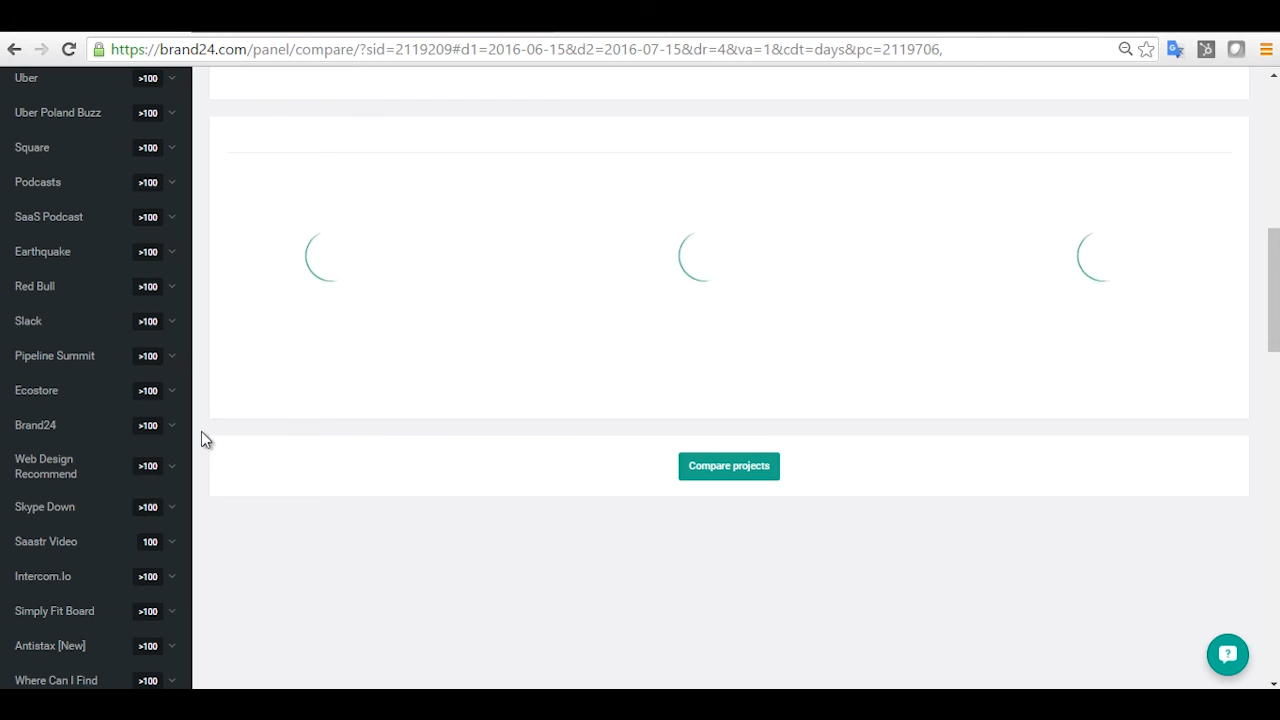 https://brand24.com/panel/compare/?sid=2119209#d1=2016-06-15&d2=2016-07-15&dr=4&va=1&cdt=days&pc=2119706,
Uber >100
Uber Poland Buzz >100
Square >100
Podcasts >100
SaaS Podcast >100
Earthquake >100
Red Bull >100
Slack >100
Pipeline Summit >100
Ecostore >100
Brand24 >100
Web Design
Recommend >100
Compare projects
Skype Down >100
Saastr Video 100
Intercom.Io >100
Simply Fit Board >100
Antistax [New] >100
Where Can I Find >100